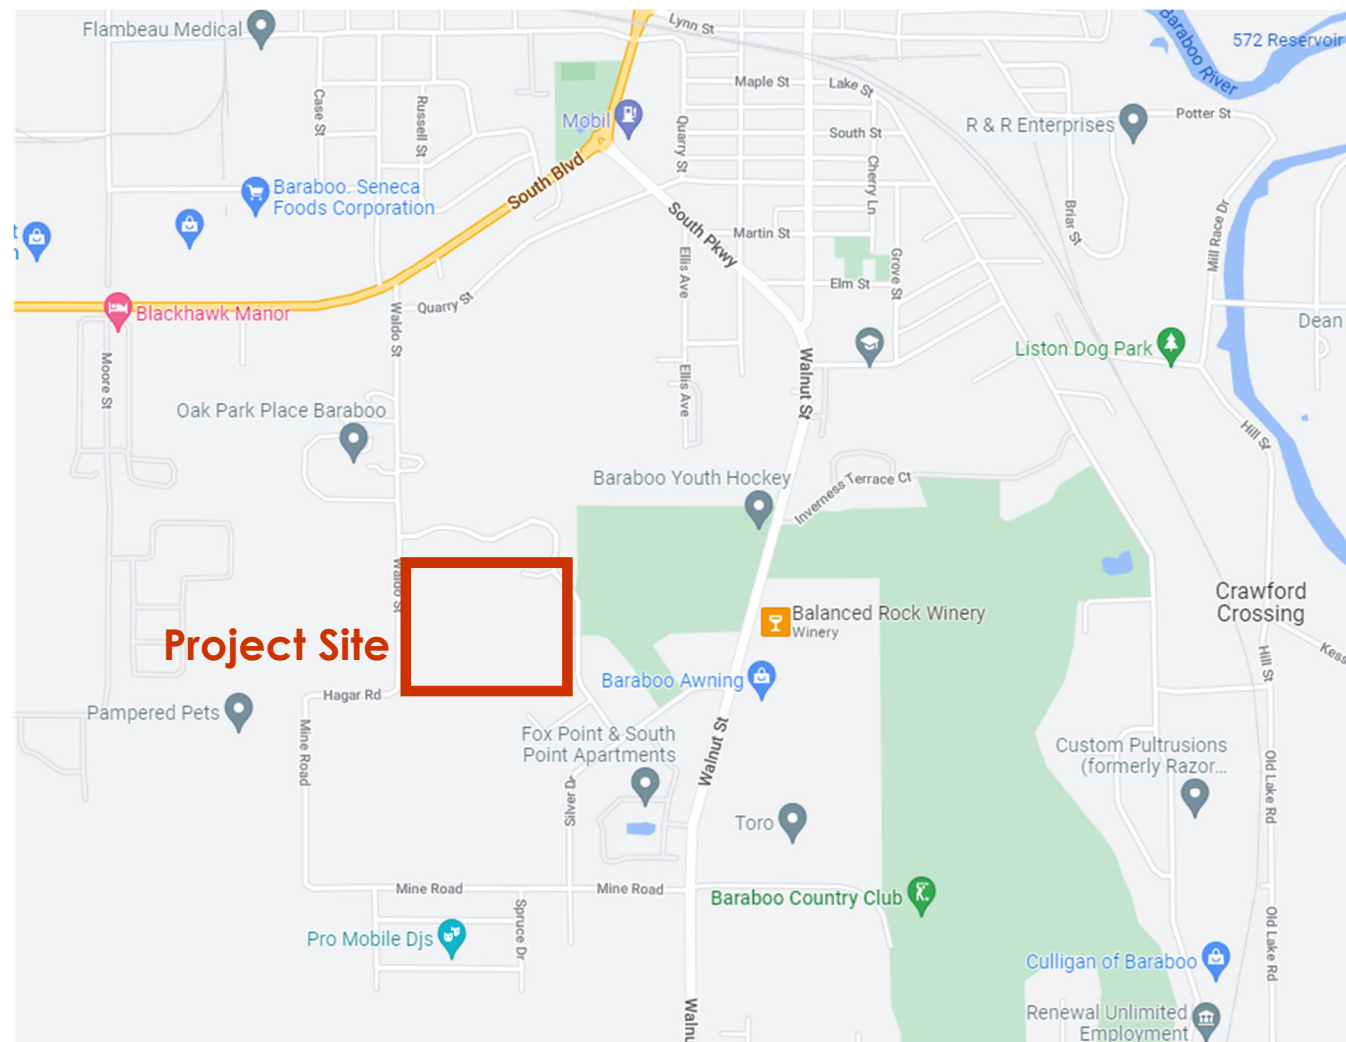 Flambeau Medical
Lynn St
572 Reservoir
Baraboo River
Maple St
Lake St
Case St
Russell St
Mobil
Quarry St
South St
R & R Enterprises
Potter St
South Blvd
Cherry Ln
Baraboo. Seneca
Foods Corporation
South Pkwy
Martin St
Briar St
Mill Race Dr
Ellis Ave
Grove St
Elm St
Blackhawk Manor
Quarry St
Waldo St
Dean
Liston Dog Park
Moore St
Walnut St
Ellis Ave
Oak Park Place Baraboo
Hill St
Baraboo Youth Hockey
Inverness Terrace Ct
Waldo St
Crawford
Crossing
Balanced Rock Winery
Winery
Project Site
Hill St
Kess
Baraboo Awning
Hagar Rd
Pampered Pets
Mine Road
Fox Point & South
Point Apartments
Walnut St
Custom Pultrusions
(formerly Razor...
Old Lake Rd
Silver Dr
Toro
Mine Road
Mine Road
Baraboo Country Club
Spruce Dr
Pro Mobile Djs
Old Lake Rd
Culligan of Baraboo
Walnu
Renewal Unlimited
Employment